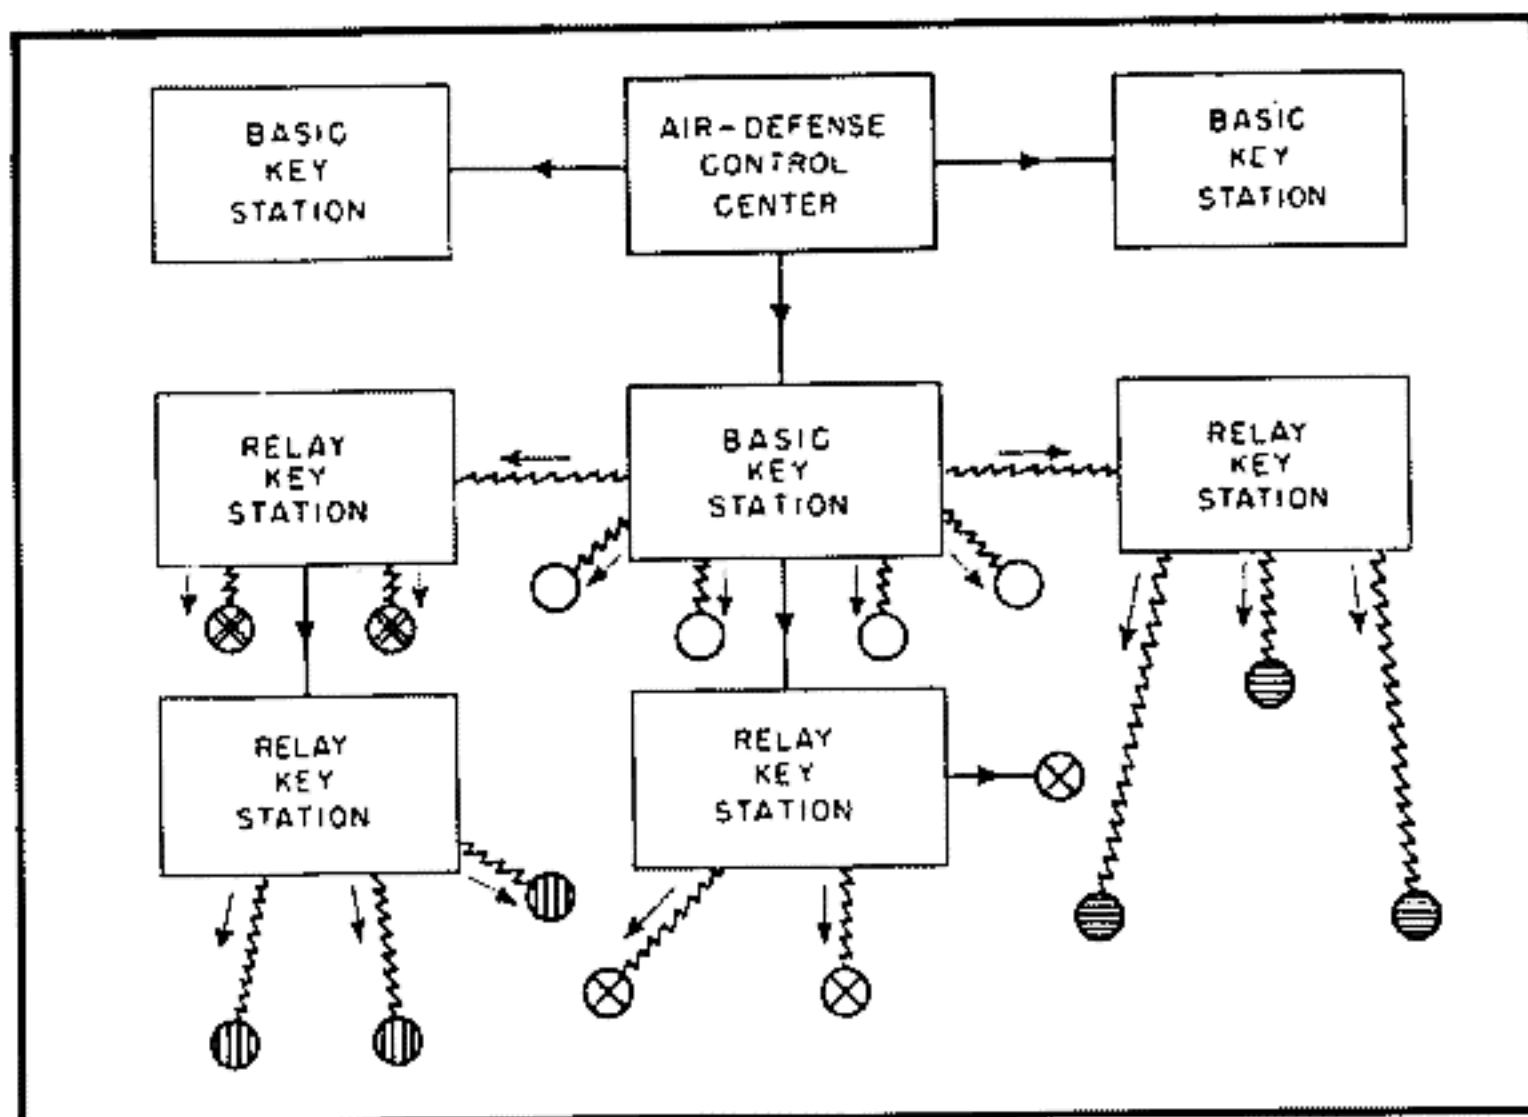 BASIC
KEY
STATION
AIR-DEFENSE
CONTROL
CENTER
BASIC
KEY
STATION
RELAY
KEY
STATION
BASIC
KEY
STATION
RELAY
KEY
STATION
RELAY
KEY
STATION
RELAY
KEY
STATION